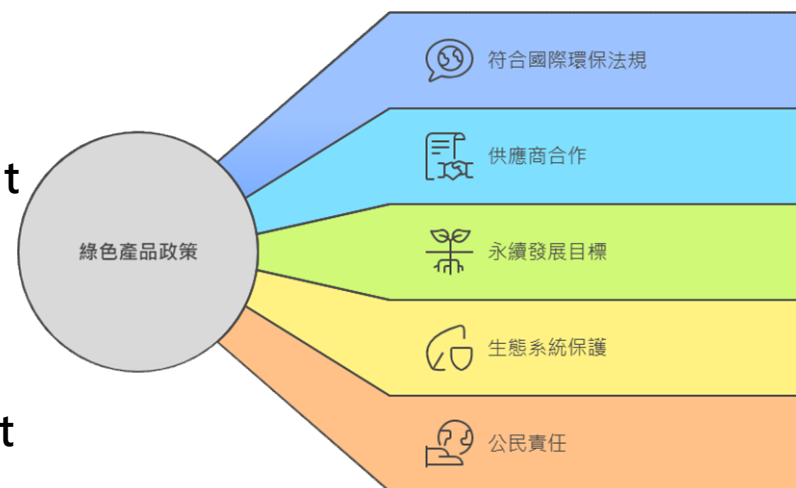 t
綠色產品政策
t
符合國際環保法規
供應商合作
永續發展目標
生態系統保護
公民責任